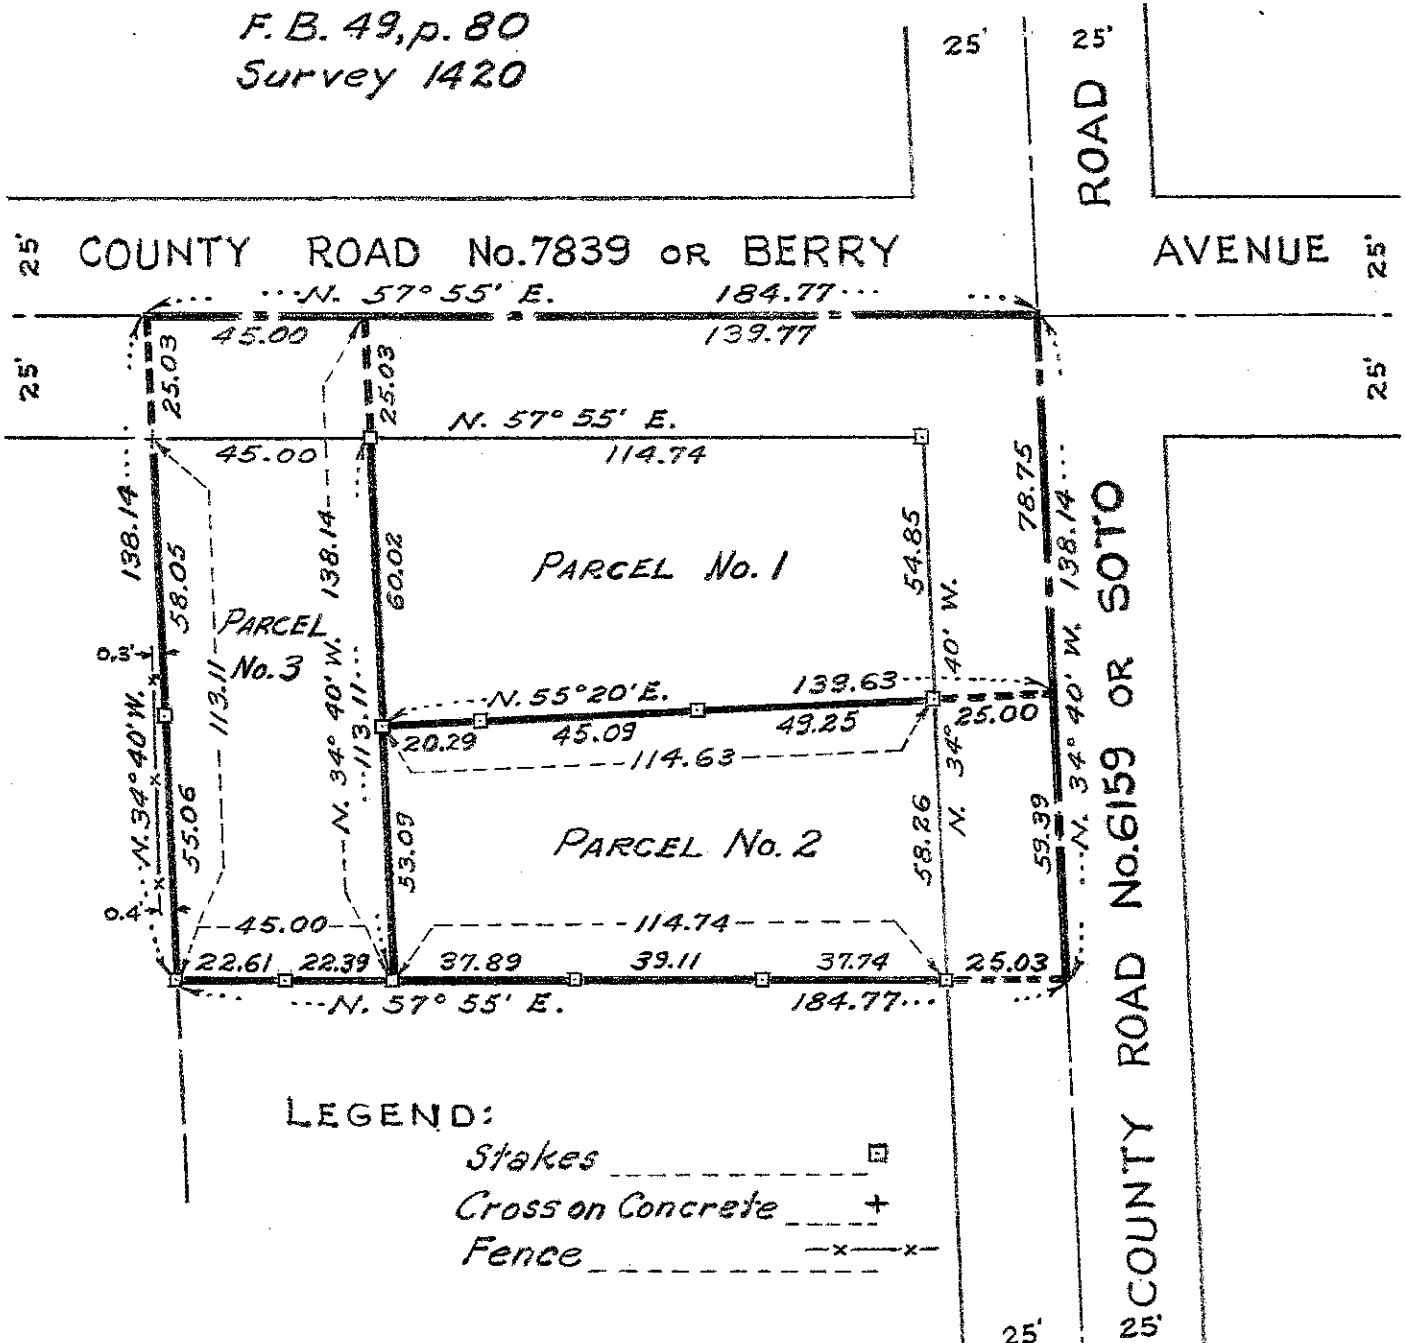 F. B. 49, p. 80
Survey 1420
25'
25'
ROAD
25'
COUNTY ROAD No. 7839 OR BERRY AVENUE
25'
N. 57° 55' E. 184.77
45.00
139.77
25'
25.03
25.03
25'
N. 57° 55' E.
45.00
114.74
138.14
138.14
58.05
60.02
54.85
78.75
138.14
PARCEL No. 1
PARCEL
No. 3
0.3'
113.11
N. 34° 40' W.
N. 34° 40' W.
113.11
N. 34° 40' W.
N. 34° 40' W.
N. 55° 20' E.
139.63
20.29
45.09
49.25
25.00
114.63
55.06
53.09
58.26
59.39
PARCEL No. 2
0.4'
45.00
114.74
22.61
22.39
37.89
39.11
37.74
25.03
N. 57° 55' E.
184.77
COUNTY ROAD No. 6159 OR SOTO
LEGEND:
Stakes
Cross on Concrete +
Fence —x—x—
25'
25'